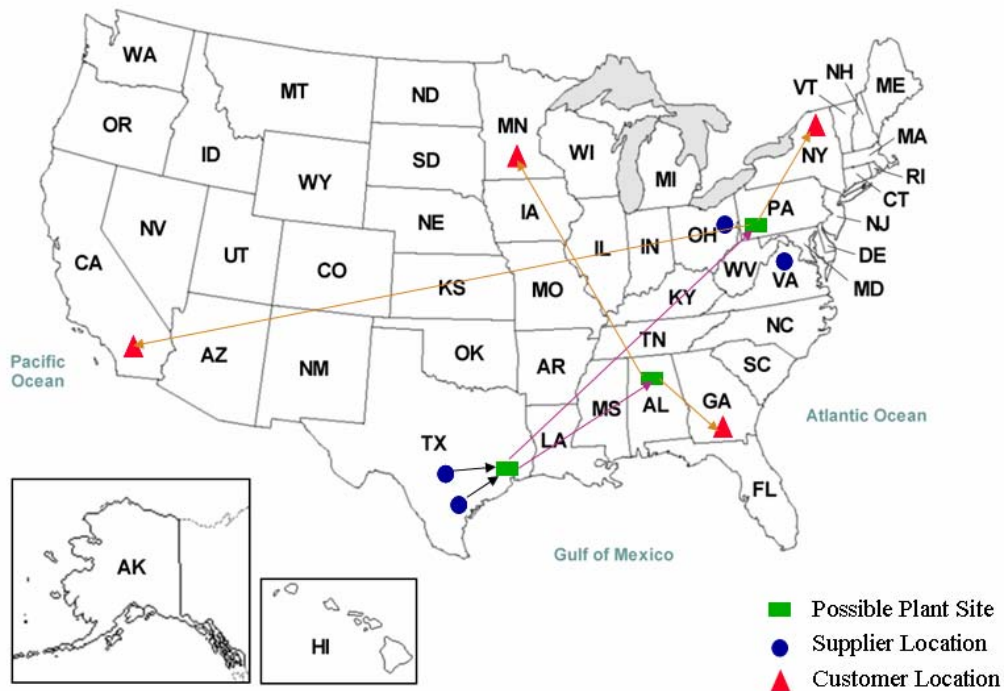 WA
MT
ND
MN
VT
NH
ME
OR
ID
SD
WI
MI
NY
MA
WY
RI
CT
NV
NE
IA
PA
NJ
CA
UT
CO
IL
IN
OH
WV
VA
DE
MD
KS
MO
KY
AZ
NM
OK
AR
TN
NC
SC
Pacific
Ocean
MS
AL
GA
Atlantic Ocean
TX
LA
FL
Gulf of Mexico
AK
HI
Possible Plant Site
Supplier Location
Customer Location